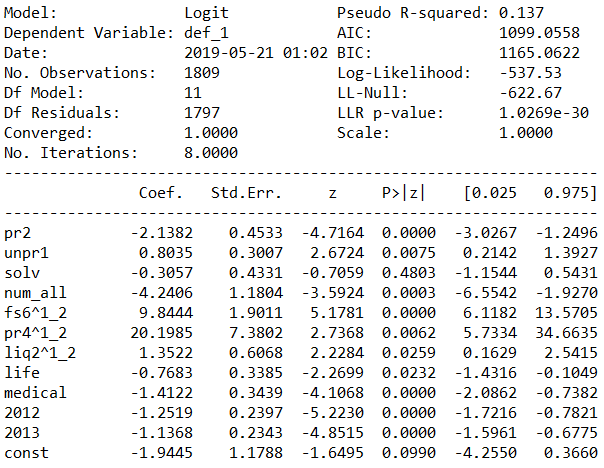 Model: Logit Pseudo R-squared: 0.137
Dependent Variable: def_1 AIC: 1099.0558
Date: 2019-05-21 01:02 BIC: 1165.0622
No. Observations: 1809 Log-Likelihood: -537.53
Df Model: 11 LL-Null: -622.67
Df Residuals: 1797 LLR p-value: 1.0269e-30
Converged: 1.0000 Scale: 1.0000
No. Iterations: 8.0000
Coef. Std.Err. z P>|z| [0.025 0.975]
pr2 -2.1382 0.4533 -4.7164 0.0000 -3.0267 -1.2496
unpr1 0.8035 0.3007 2.6724 0.0075 0.2142 1.3927
solv -0.3057 0.4331 -0.7059 0.4803 -1.1544 0.5431
num_all -4.2406 1.1804 -3.5924 0.0003 -6.5542 -1.9270
fs6^1_2 9.8444 1.9011 5.1781 0.0000 6.1182 13.5705
pr4^1_2 20.1985 7.3802 2.7368 0.0062 5.7334 34.6635
liq2^1_2 1.3522 0.6068 2.2284 0.0259 0.1629 2.5415
life -0.7683 0.3385 -2.2699 0.0232 -1.4316 -0.1049
medical -1.4122 0.3439 -4.1068 0.0000 -2.0862 -0.7382
2012 -1.2519 0.2397 -5.2230 0.0000 -1.7216 -0.7821
2013 -1.1368 0.2343 -4.8515 0.0000 -1.5961 -0.6775
const -1.9445 1.1788 -1.6495 0.0990 -4.2550 0.3660